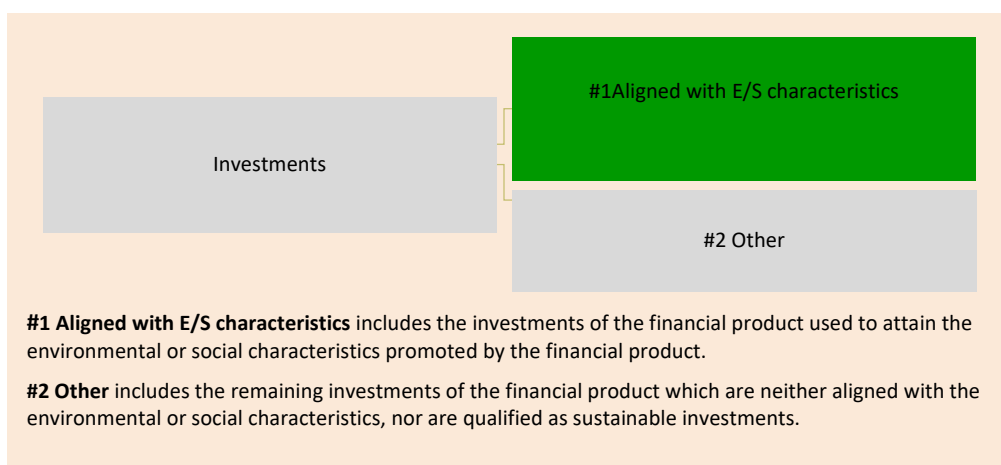 #1Aligned with E/S characteristics
Investments
#2 Other
#1 Aligned with E/S characteristics includes the investments of the financial product used to attain the
environmental or social characteristics promoted by the financial product.
#2 Other includes the remaining investments of the financial product which are neither aligned with the
environmental or social characteristics, nor are qualified as sustainable investments.